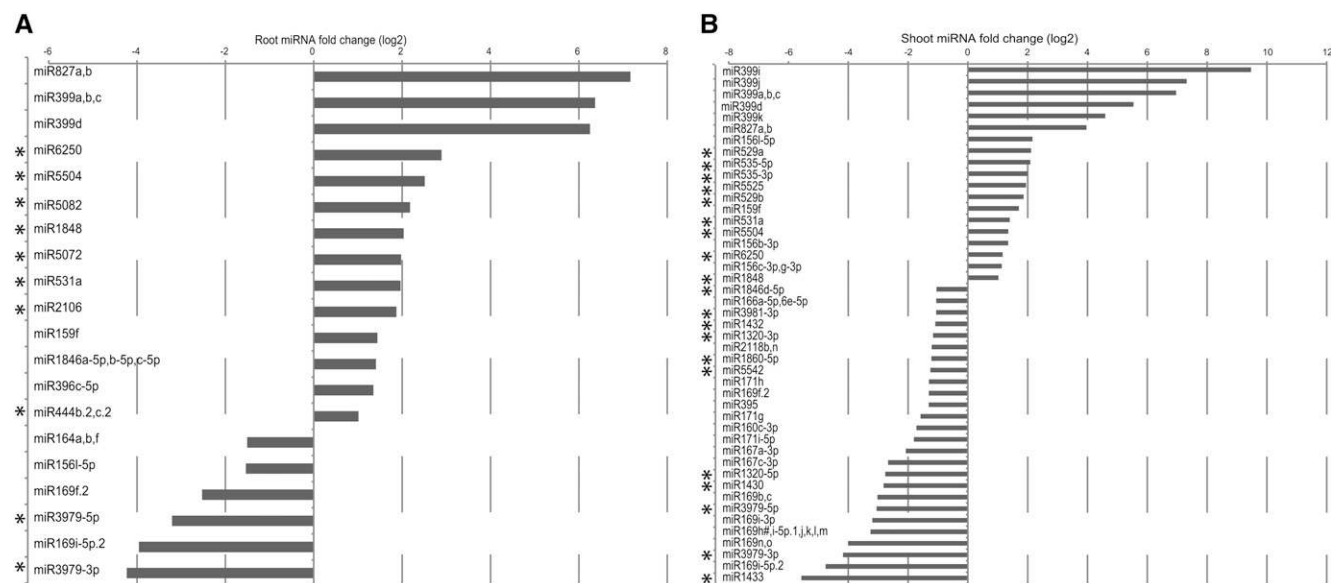 A
Root miRNA fold change (log2)
-6 -4 -2 0 2 4 6 8
miR827a,b
miR399a,b,c
miR399d
* miR6250
* miR5504
* miR5082
* miR1848
* miR5072
* miR531a
* miR2106
miR159f
miR1846a-5p,b-5p,c-5p
miR396c-5p
* miR444b.2,c.2
miR164a,b,f
miR156l-5p
miR169f.2
* miR3979-5p
miR169i-5p.2
* miR3979-3p
B
Shoot miRNA fold change (log2)
-8 -6 -4 -2 0 2 4 6 8 10 12
miR399i
miR399j
miR399a,b,c
miR399d
miR399k
miR827a,b
miR156l-5p
* miR529a
* miR535-5p
* miR535-3p
* miR5525
* miR529b
miR159f
* miR531a
* miR5504
miR156b-3p
* miR6250
miR156c-3p,g-3p
* miR1848
* miR1846d-5p
miR166a-5p,6e-5p
* miR3981-3p
* miR1432
* miR1320-3p
miR2118b,n
* miR1860-5p
* miR5542
miR171h
miR169f.2
miR395
miR171g
miR160c-3p
miR171i-5p
miR167a-3p
miR167c-3p
* miR1320-5p
* miR1430
miR169b,c
* miR3979-5p
miR169i-3p
miR169h#,i-5p.1,j,k,l,m
miR169n,o
* miR3979-3p
miR169i-5p.2
* miR1433